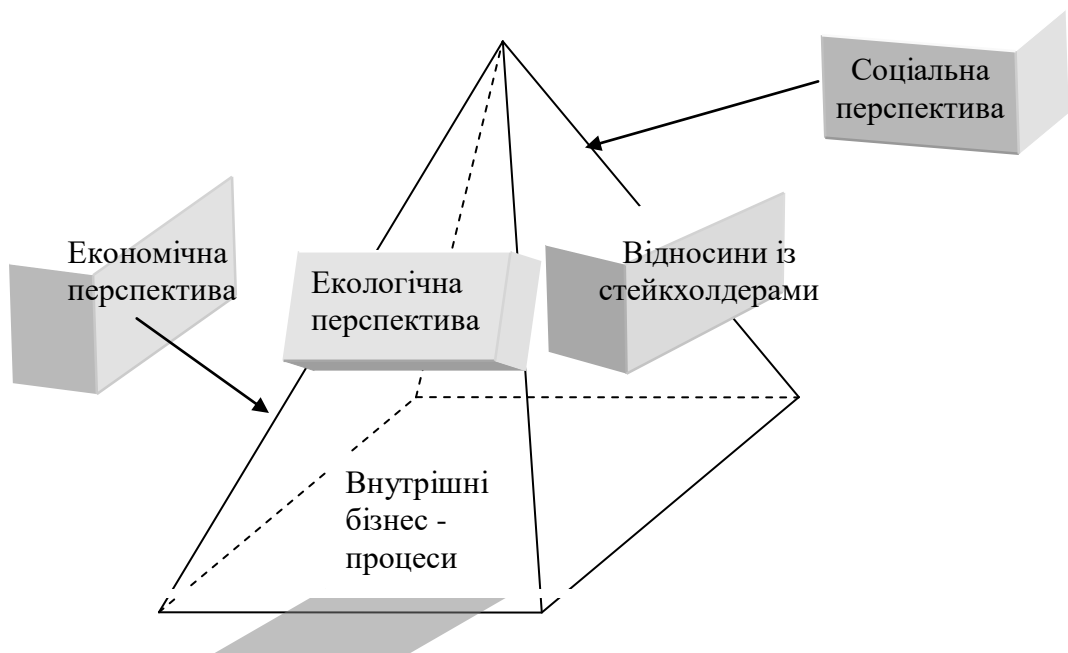 Соціальна
перспектива
Економічна
перспектива
Екологічна
перспектива
Відносини із
стейкхолдерами
Внутрішні
бізнес -
процеси